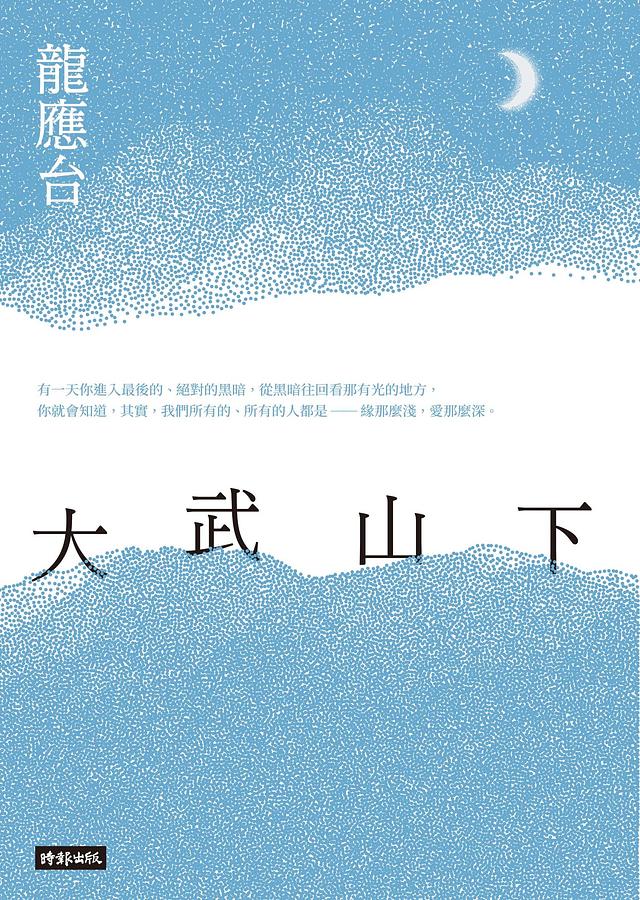 龍應台
有一天你進入最後的、絕對的黑暗，從黑暗往回看那有光的地方，
你就會知道，其實，我們所有的、所有的人都是——緣那麼淺，愛那麼深。
大武山下
時報出版